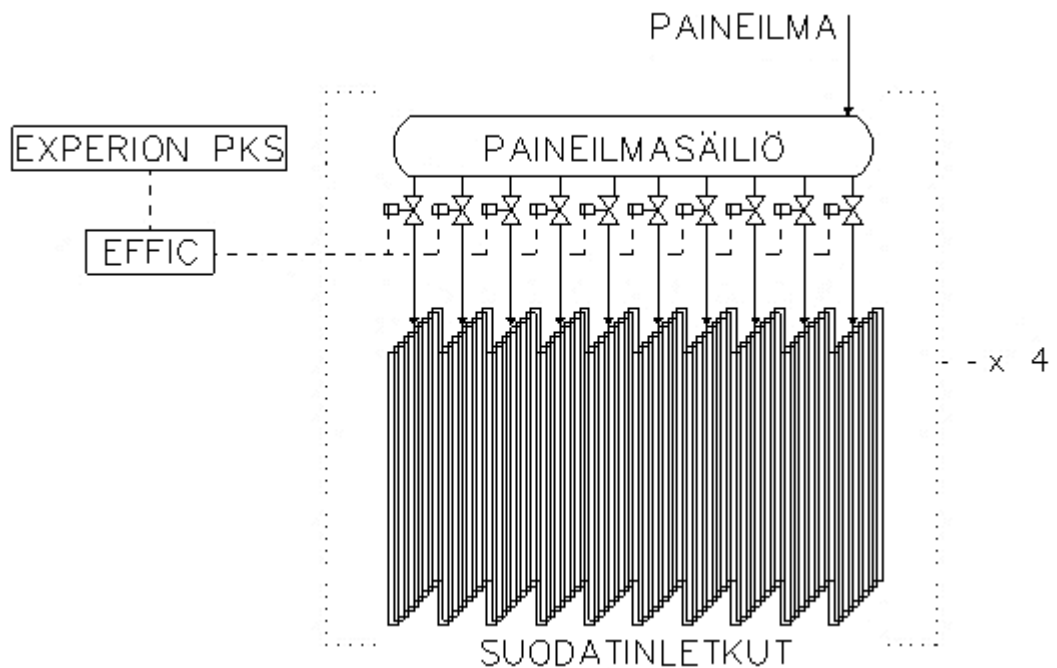 PAINEILMA
EXPERION PKS
PAINEILMASÄILIÖ
EFFIC
x 4
SUODATINLETKUT